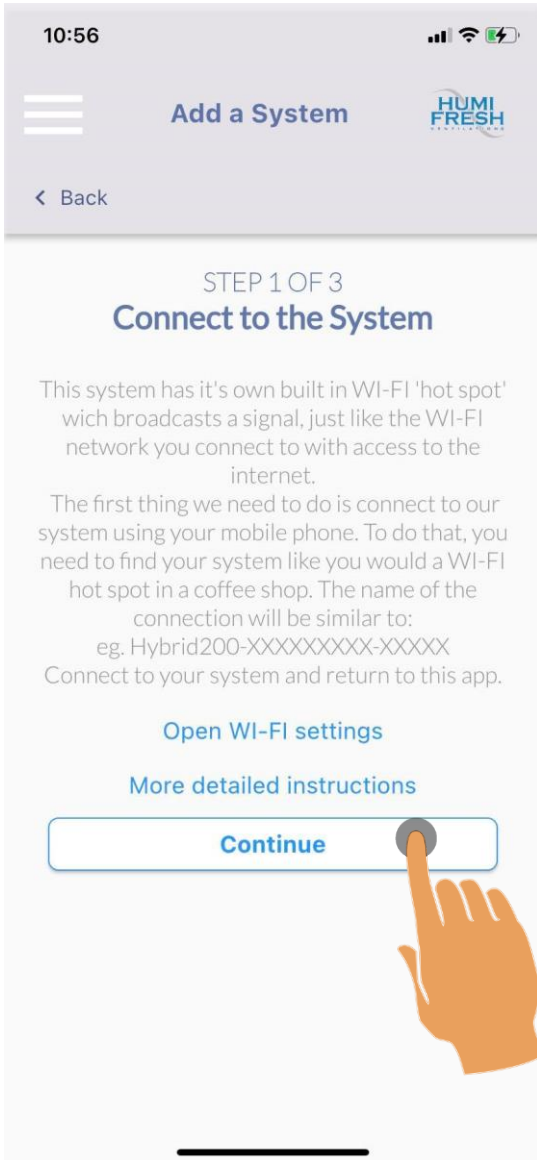 10:56
Add a System
HUMI
FRESH
VENTILATIONS
< Back
STEP 1 OF 3
Connect to the System
This system has it's own built in WI-FI 'hot spot'
wich broadcasts a signal, just like the WI-FI
network you connect to with access to the
internet.
The first thing we need to do is connect to our
system using your mobile phone. To do that, you
need to find your system like you would a WI-FI
hot spot in a coffee shop. The name of the
connection will be similar to:
eg. Hybrid200-XXXXXXXXX-XXXXX
Connect to your system and return to this app.
Open WI-FI settings
More detailed instructions
Continue